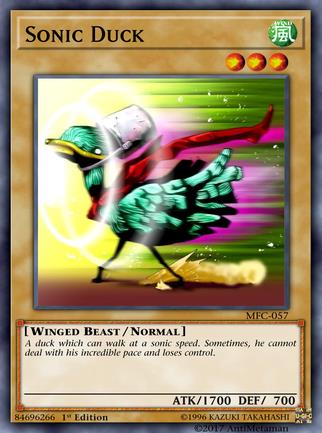 Sonic Duck
WIND
風
MFC-057
[Winged Beast/Normal]
A duck which can walk at a sonic speed. Sometimes, he cannot
deal with his incredible pace and loses control.
ATK/1700 DEF/ 700
84696266 1st Edition ©1996 KAZUKI TAKAHASHI
©2017 AntiMetaman